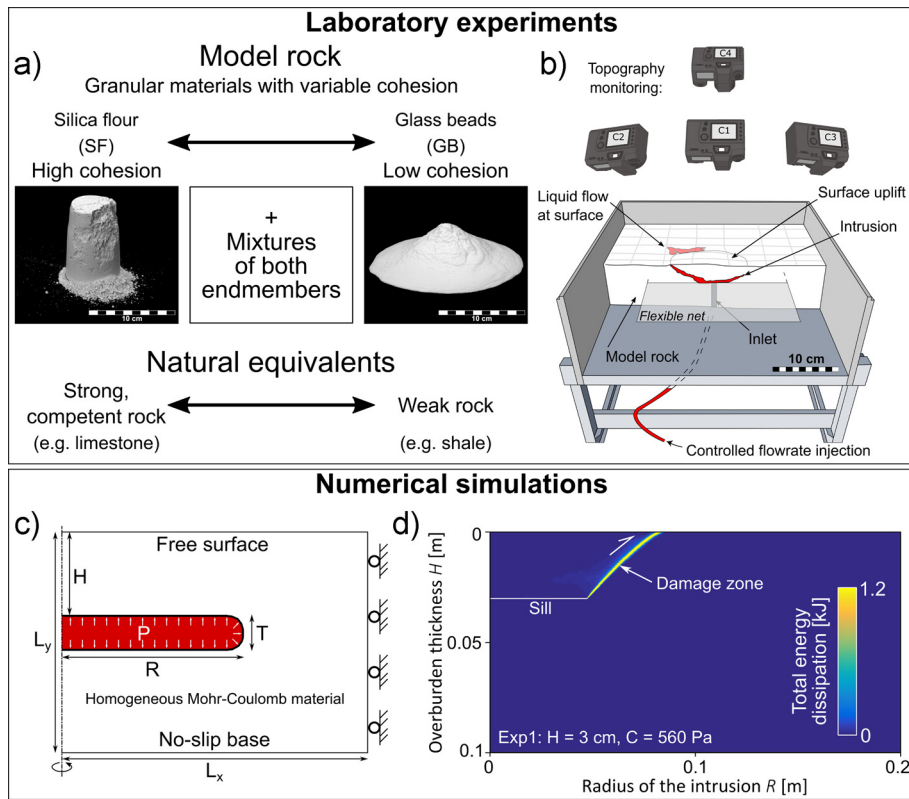 Laboratory experiments
a)
Model rock
Granular materials with variable cohesion
Silica flour
(SF)
High cohesion
Glass beads
(GB)
Low cohesion
+
Mixtures
of both
endmembers
10 cm
10 cm
Natural equivalents
Strong,
competent rock
(e.g. limestone)
Weak rock
(e.g. shale)
b)
Topography
monitoring:
C4
C2
C1
C3
Liquid flow
at surface
Surface uplift
Intrusion
Flexible net
Inlet
Model rock
10 cm
Controlled flowrate injection
Numerical simulations
c)
Free surface
H
P
T
Ly
R
Homogeneous Mohr-Coulomb material
No-slip base
Lx
d)
Overburden thickness H [m]
0
0.05
0.1
Sill
Damage zone
Total energy
dissipation [kJ]
1.2
0
Exp1: H = 3 cm, C = 560 Pa
0
0.1
0.2
Radius of the intrusion R [m]